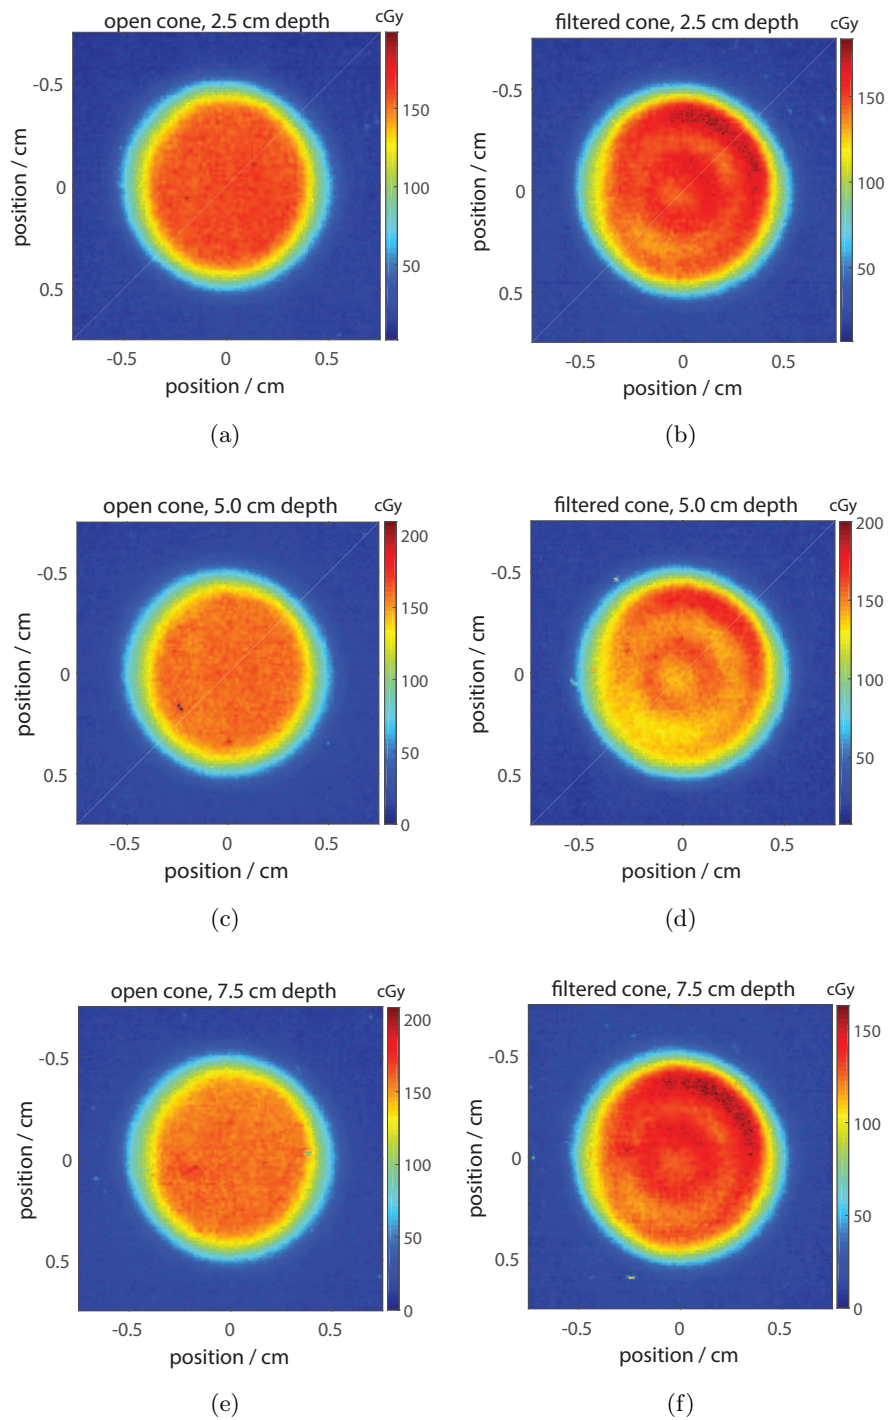 open cone, 2.5 cm depth
cGy
position / cm
-0.5
0
0.5
-0.5
0
0.5
position / cm
150
100
50
(a)
filtered cone, 2.5 cm depth
cGy
position / cm
-0.5
0
0.5
-0.5
0
0.5
position / cm
150
100
50
(b)
open cone, 5.0 cm depth
cGy
position / cm
-0.5
0
0.5
-0.5
0
0.5
position / cm
200
150
100
50
0
(c)
filtered cone, 5.0 cm depth
cGy
position / cm
-0.5
0
0.5
-0.5
0
0.5
position / cm
200
150
100
50
(d)
open cone, 7.5 cm depth
cGy
position / cm
-0.5
0
0.5
-0.5
0
0.5
position / cm
200
150
100
50
0
(e)
filtered cone, 7.5 cm depth
cGy
position / cm
-0.5
0
0.5
-0.5
0
0.5
position / cm
150
100
50
0
(f)